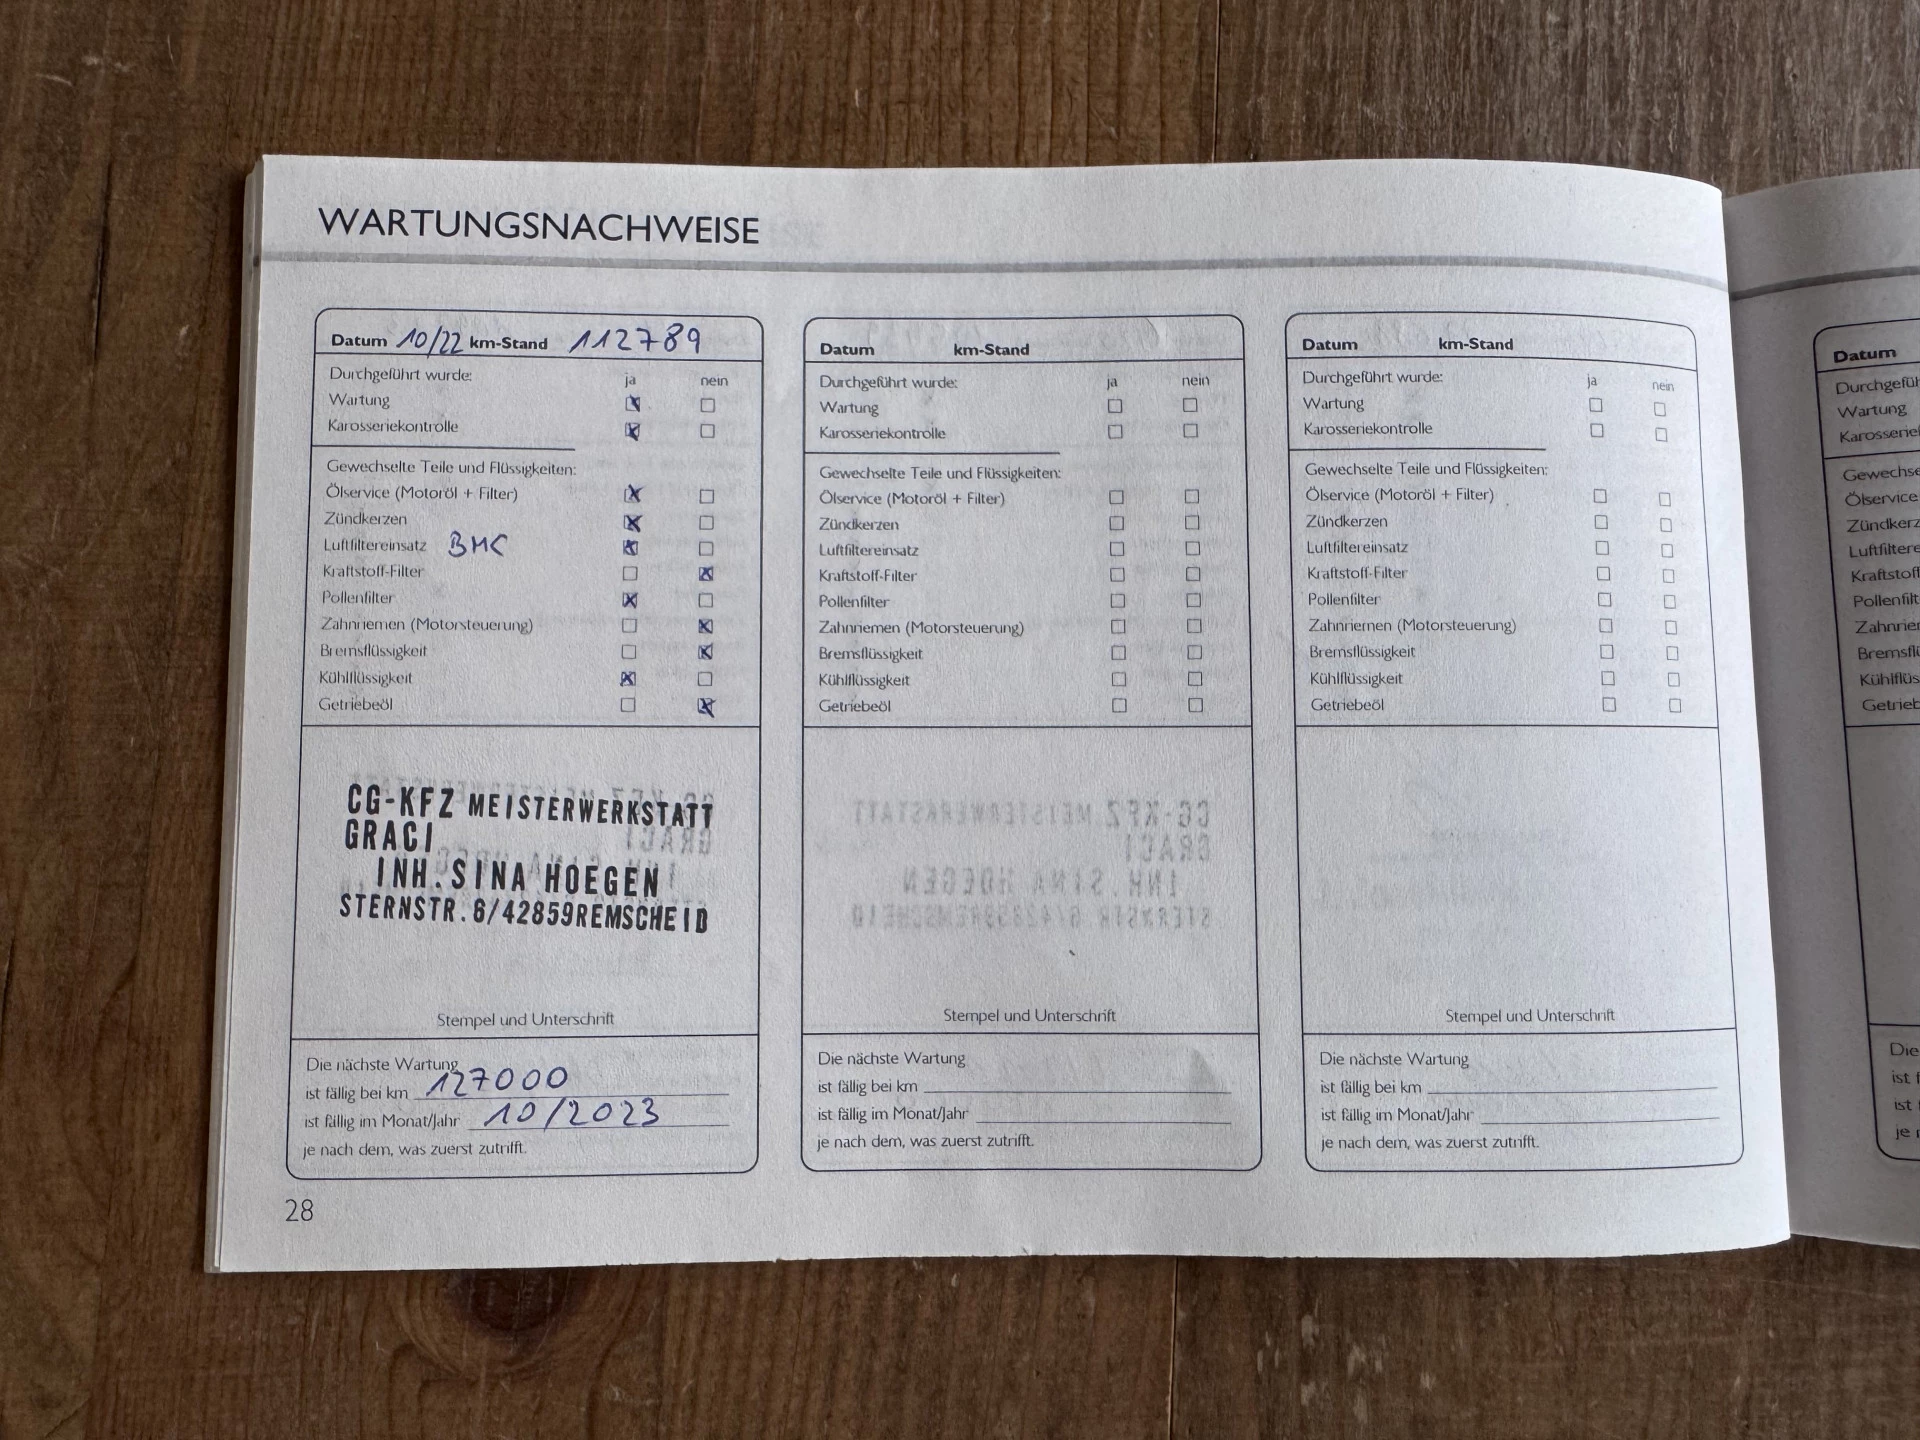 WARTUNGSNACHWEISE
Datum 10/22 km-Stand 112789
Durchgeführt wurde: ja nein
Wartung
Karosseriekontrolle
Gewechselte Teile und Flüssigkeiten:
Ölservice (Motoröl + Filter)
Zündkerzen
Luftfiltereinsatz BMC
Kraftstoff-Filter
Pollenfilter
Zahnriemen (Motorsteuerung)
Bremsflüssigkeit
Kühlflüssigkeit
Getriebeöl
CG-KFZ MEISTERWERKSTATT
GRACI
INH. SINA HOEGEN
STERNSTR. 6/42859REMSCHEID
Stempel und Unterschrift
Die nächste Wartung
ist fällig bei km 127000
ist fällig im Monat/Jahr 10/2023
je nach dem, was zuerst zutrifft.
28
Datum km-Stand
Durchgeführt wurde: ja nein
Wartung
Karosseriekontrolle
Gewechselte Teile und Flüssigkeiten:
Ölservice (Motoröl + Filter)
Zündkerzen
Luftfiltereinsatz
Kraftstoff-Filter
Pollenfilter
Zahnriemen (Motorsteuerung)
Bremsflüssigkeit
Kühlflüssigkeit
Getriebeöl
Stempel und Unterschrift
Die nächste Wartung
ist fällig bei km
ist fällig im Monat/Jahr
je nach dem, was zuerst zutrifft.
Datum km-Stand
Durchgeführt wurde: ja nein
Wartung
Karosseriekontrolle
Gewechselte Teile und Flüssigkeiten:
Ölservice (Motoröl + Filter)
Zündkerzen
Luftfiltereinsatz
Kraftstoff-Filter
Pollenfilter
Zahnriemen (Motorsteuerung)
Bremsflüssigkeit
Kühlflüssigkeit
Getriebeöl
Stempel und Unterschrift
Die nächste Wartung
ist fällig bei km
ist fällig im Monat/Jahr
je nach dem, was zuerst zutrifft.
Datum
Wartung
Ölservice
Die
ist
ist
je